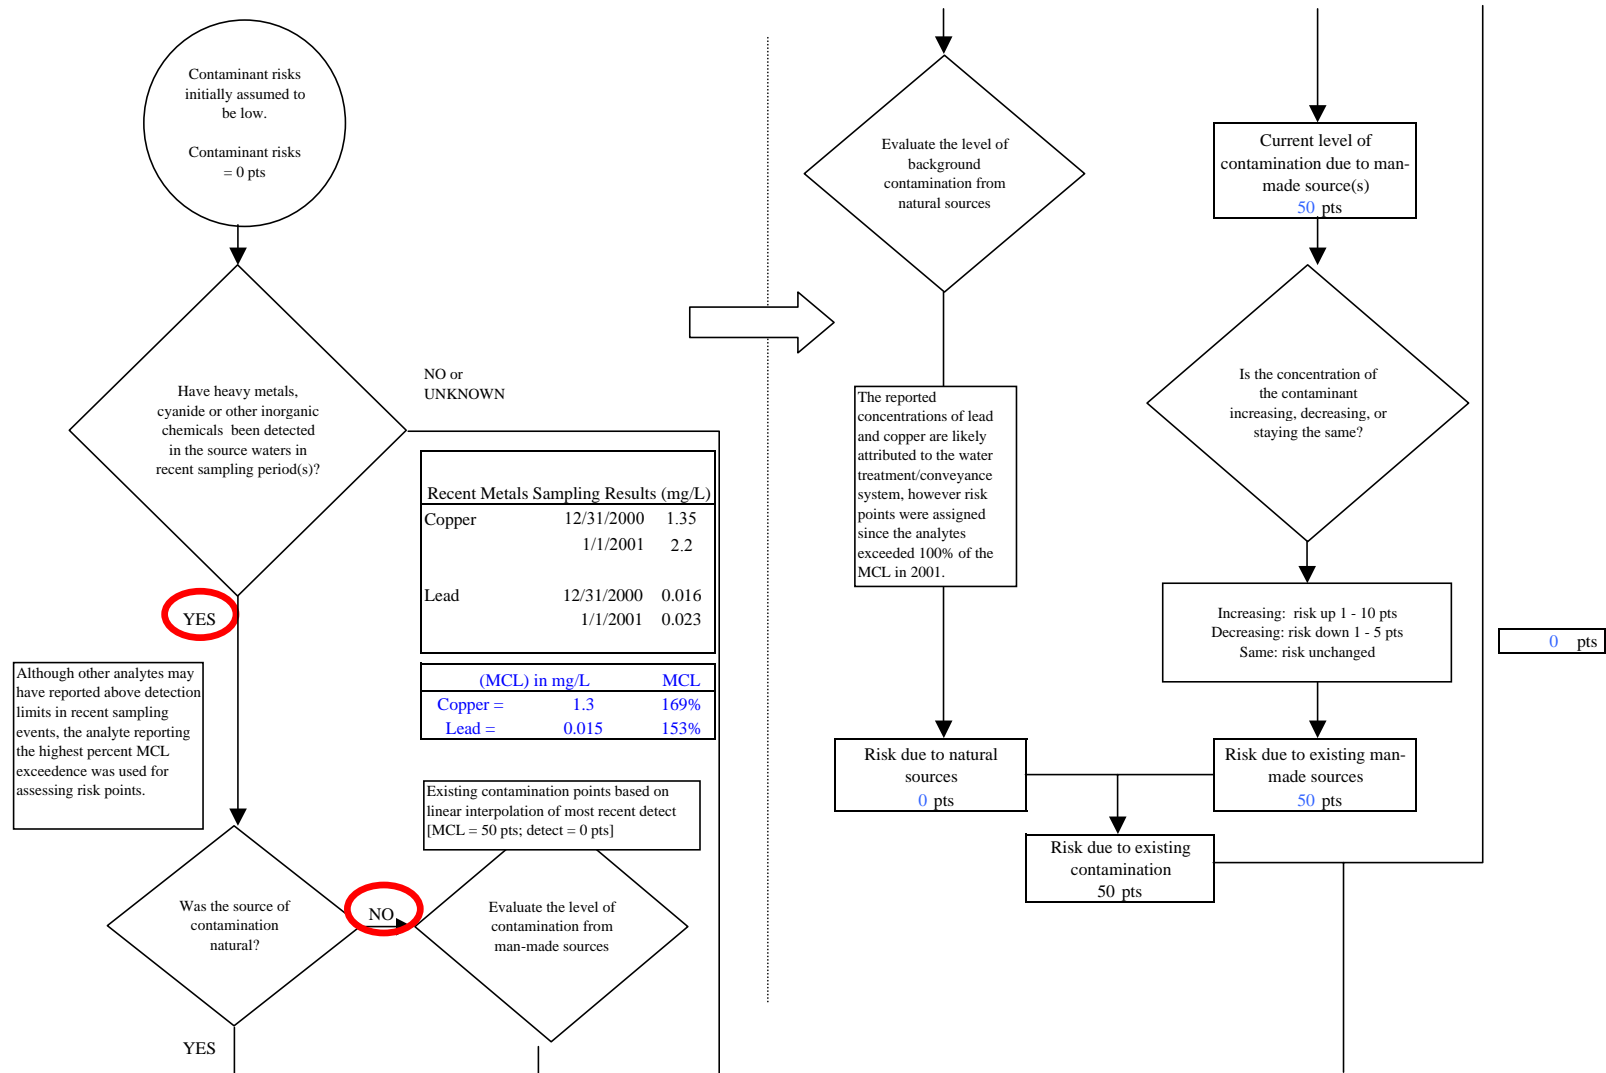 Contaminant risks
initially assumed to
be low.
Contaminant risks
= 0 pts
Have heavy metals,
cyanide or other inorganic
chemicals been detected
in the source waters in
recent sampling period(s)?
NO or
UNKNOWN
YES
Recent Metals Sampling Results (mg/L)
Copper 12/31/2000 1.35
1/1/2001 2.2
Lead 12/31/2000 0.016
1/1/2001 0.023
(MCL) in mg/L MCL
Copper = 1.3 169%
Lead = 0.015 153%
Although other analytes may
have reported above detection
limits in recent sampling
events, the analyte reporting
the highest percent MCL
exceedence was used for
assessing risk points.
Existing contamination points based on
linear interpolation of most recent detect
[MCL = 50 pts; detect = 0 pts]
Was the source of
contamination
natural?
NO
Evaluate the level of
contamination from
man-made sources
YES
Evaluate the level of
background
contamination from
natural sources
The reported
concentrations of lead
and copper are likely
attributed to the water
treatment/conveyance
system, however risk
points were assigned
since the analytes
exceeded 100% of the
MCL in 2001.
Risk due to natural
sources
0 pts
Current level of
contamination due to man-
made source(s)
50 pts
Is the concentration of
the contaminant
increasing, decreasing, or
staying the same?
Increasing: risk up 1 - 10 pts
Decreasing: risk down 1 - 5 pts
Same: risk unchanged
Risk due to existing man-
made sources
50 pts
Risk due to existing
contamination
50 pts
0 pts